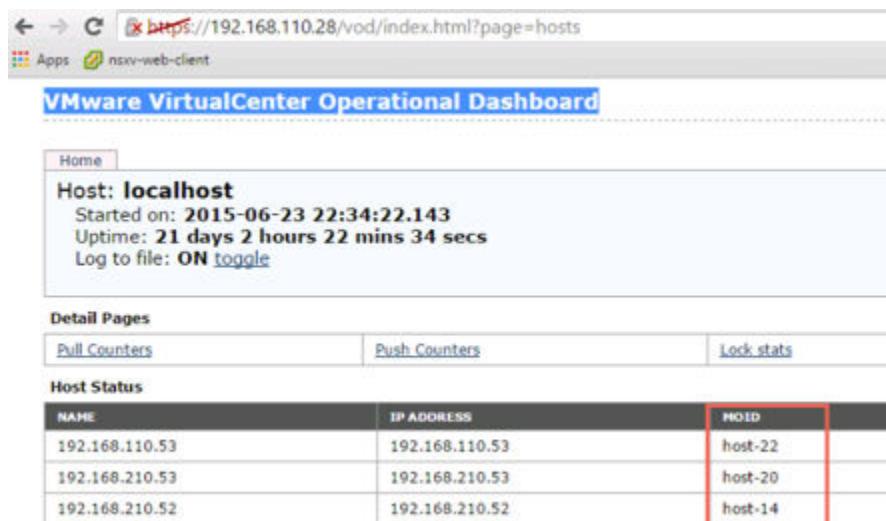 https://192.168.110.28/vod/index.html?page=hosts
Apps nsxv-web-client
VMware VirtualCenter Operational Dashboard
Home
Host: localhost
Started on: 2015-06-23 22:34:22.143
Uptime: 21 days 2 hours 22 mins 34 secs
Log to file: ON toggle
Detail Pages
Pull Counters Push Counters Lock stats
Host Status
NAME IP ADDRESS MOID
192.168.110.53 192.168.110.53 host-22
192.168.210.53 192.168.210.53 host-20
192.168.210.52 192.168.210.52 host-14